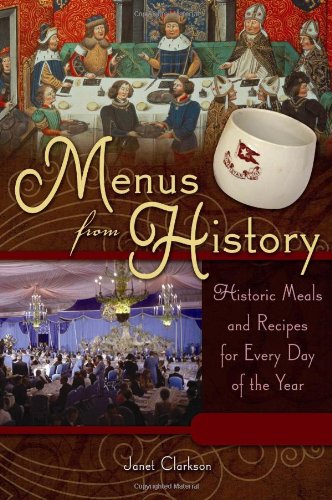 Menus
from History
Historic Meals
and Recipes
for Every Day
of the Year
Janet Clarkson